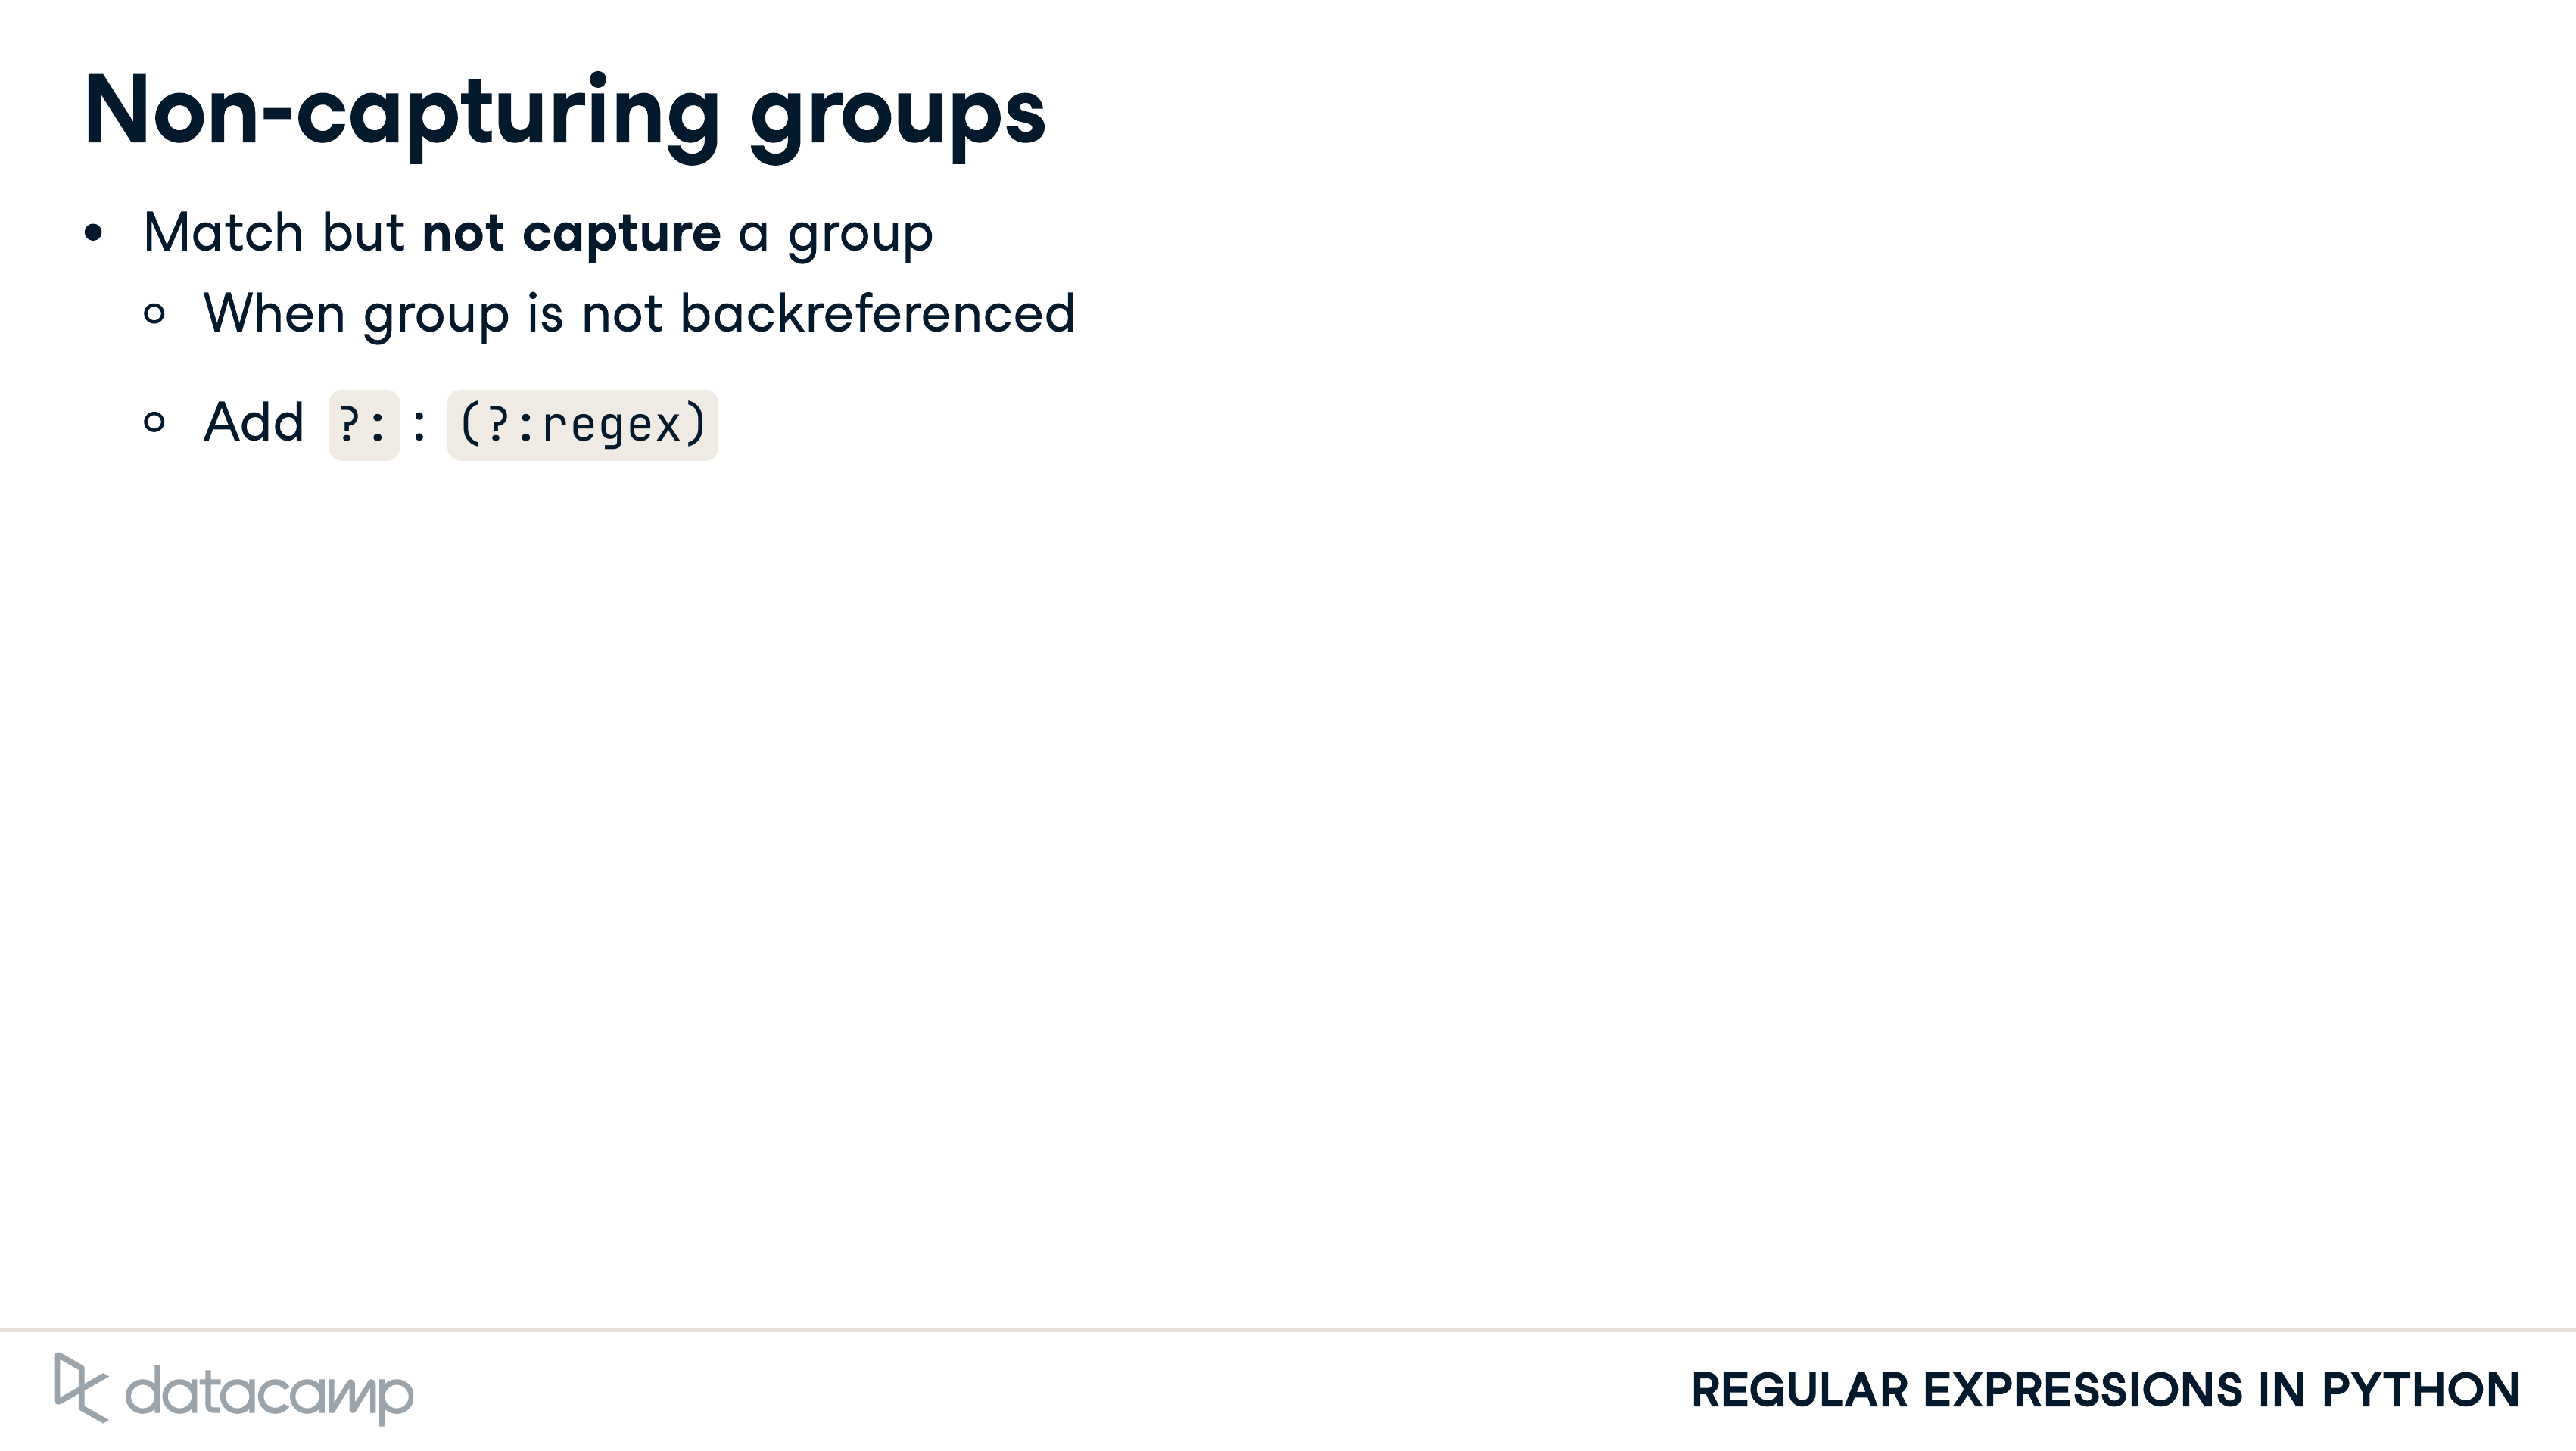 Non-capturing groups
• Match but not capture a group
○ When group is not backreferenced
○ Add ?: : (?:regex)
datacamp
REGULAR EXPRESSIONS IN PYTHON